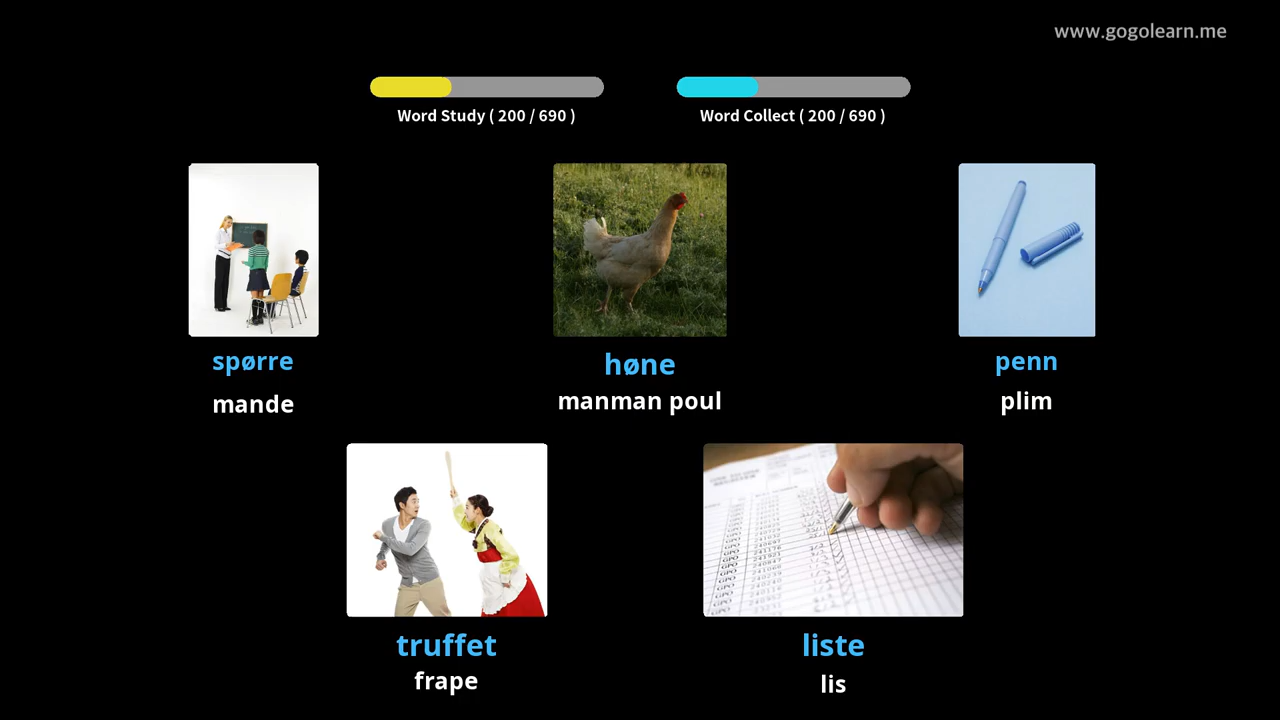 www.gogolearn.me
Word Study ( 200 / 690 )
Word Collect ( 200 / 690 )
spørre
mande
høne
manman poul
penn
plim
truffet
frape
liste
lis